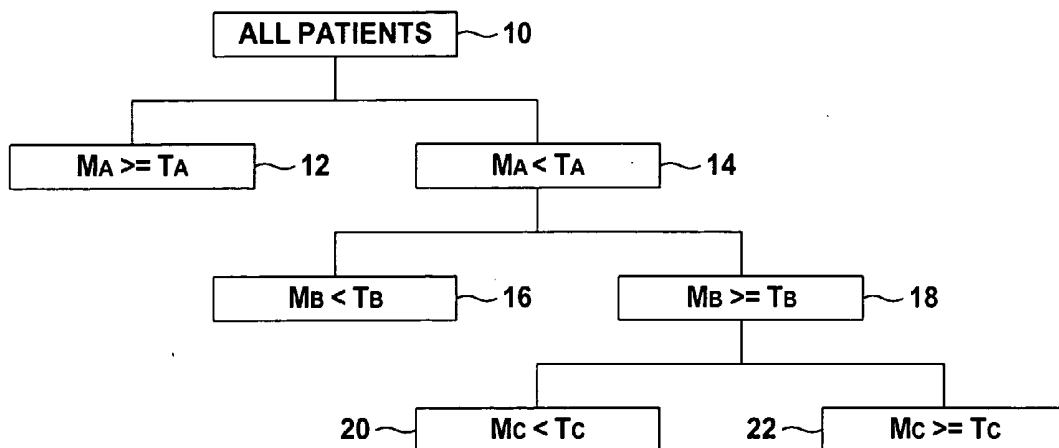 ALL PATIENTS 10
MA >= TA 12
MA < TA 14
MB < TB 16
MB >= TB 18
20 MC < TC
22 MC >= TC